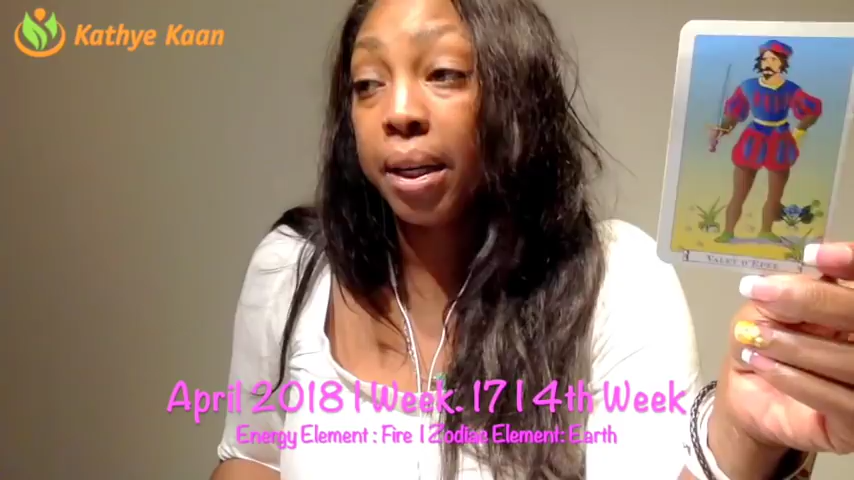 Kathye Kaan
VALET D'EPEE
April 2018 | Week. 17 | 4th Week
Energy Element : Fire | Zodiac Element: Earth